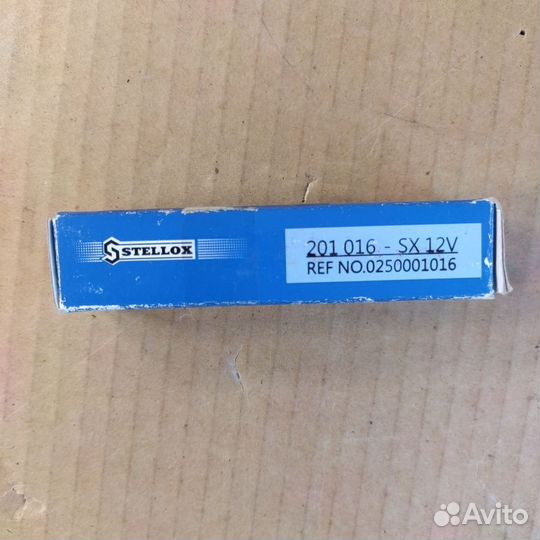 STELLOX
201 016 - SX 12V
REF NO.0250001016
Avito